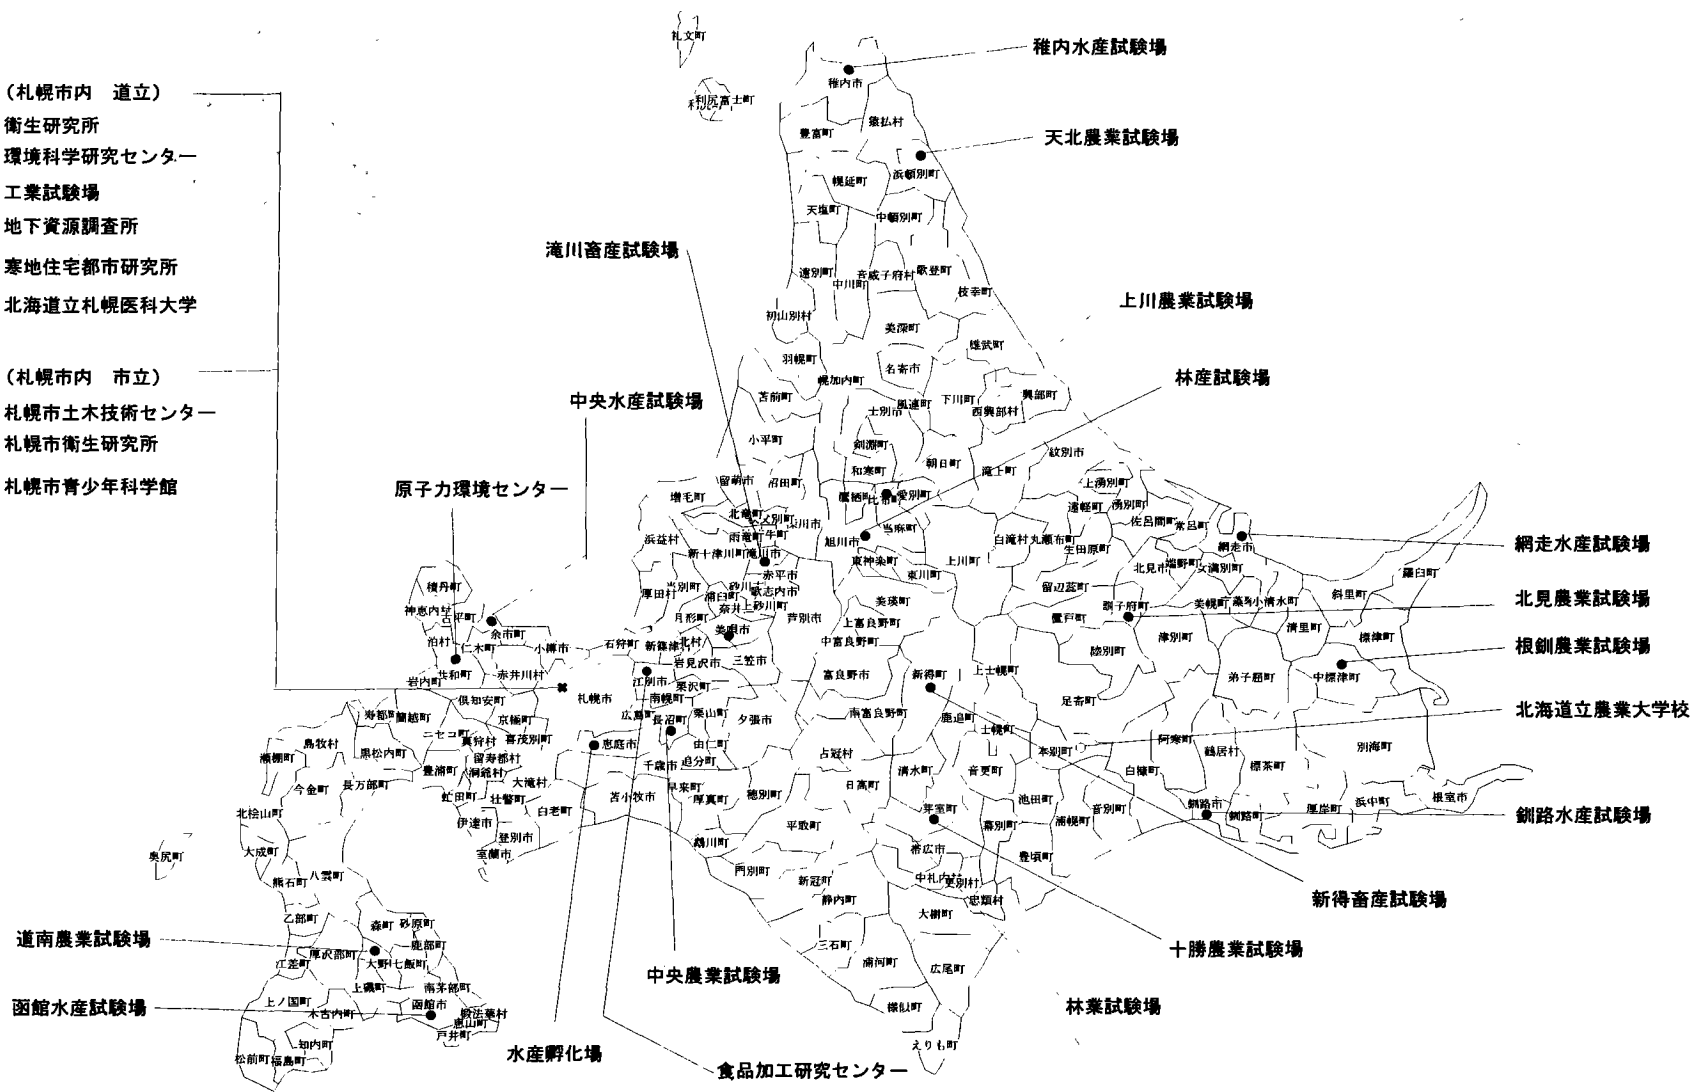 （札幌市内　道立）
衛生研究所
環境科学研究センター
工業試験場
地下資源調査所
寒地住宅都市研究所
北海道立札幌医科大学
（札幌市内　市立）
札幌市土木技術センター
札幌市衛生研究所
札幌市青少年科学館
稚内水産試験場
天北農業試験場
滝川畜産試験場
上川農業試験場
林産試験場
中央水産試験場
原子力環境センター
網走水産試験場
北見農業試験場
根釧農業試験場
北海道立農業大学校
釧路水産試験場
新得畜産試験場
十勝農業試験場
林業試験場
道南農業試験場
函館水産試験場
中央農業試験場
水産孵化場
食品加工研究センター
礼文町
利尻富士町
稚内市
猿払村
豊富町
浜頓別町
幌延町
天塩町
中頓別町
遠別町
中川町
音威子府村
歌登町
枝幸町
初山別村
美深町
雄武町
羽幌町
名寄市
幌加内町
苫前町
士別市
風連町
下川町
西興部村
興部町
小平町
剣淵町
和寒町
朝日町
滝上町
紋別市
留萌市
沼田町
増毛町
愛別町
上湧別町
湧別町
遠軽町
佐呂間町
常呂町
北竜町
雨竜町
浜益村
新十津川町
滝川市
旭川市
当麻町
東神楽町
東川町
上川町
白滝村
丸瀬布町
生田原町
網走市
北見市
端野町
女満別町
羅臼町
積丹町
厚田村
当別町
浦臼町
赤平市
歌志内市
上砂川町
美瑛町
留辺蘂町
訓子府町
美幌町
小清水町
斜里町
神恵内村
古平町
余市町
月形町
美唄市
芦別市
上富良野町
中富良野町
置戸町
津別町
清里町
標津町
泊村
仁木町
小樽市
石狩町
新篠津村
北村
岩見沢市
三笠市
陸別町
岩内町
共和町
赤井川村
江別市
栗沢町
富良野市
新得町
上士幌町
弟子屈町
中標津町
倶知安町
札幌市
南幌町
足寄町
寿都町
蘭越町
京極町
広島町
長沼町
栗山町
夕張市
南富良野町
鹿追町
士幌町
島牧村
黒松内町
ニセコ町
真狩村
喜茂別町
恵庭市
由仁町
占冠村
本別町
阿寒町
鶴居村
別海町
瀬棚町
留寿都村
千歳市
追分町
清水町
音更町
白糠町
標茶町
今金町
長万部町
豊浦町
洞爺村
大滝村
早来町
日高町
虻田町
壮瞥町
白老町
苫小牧市
厚真町
穂別町
池田町
音別町
釧路市
釧路町
厚岸町
浜中町
根室市
北桧山町
伊達市
登別市
平取町
芽室町
幕別町
浦幌町
室蘭市
鵡川町
帯広市
豊頃町
奥尻町
大成町
熊石町
八雲町
門別町
新冠町
中札内村
更別村
静内町
忠類村
大樹町
乙部町
森町
砂原町
鹿部町
三石町
厚沢部町
江差町
大野町
七飯町
浦河町
広尾町
上磯町
南茅部町
上ノ国町
木古内町
函館市
椴法華村
恵山町
戸井町
様似町
えりも町
知内町
松前町
福島町